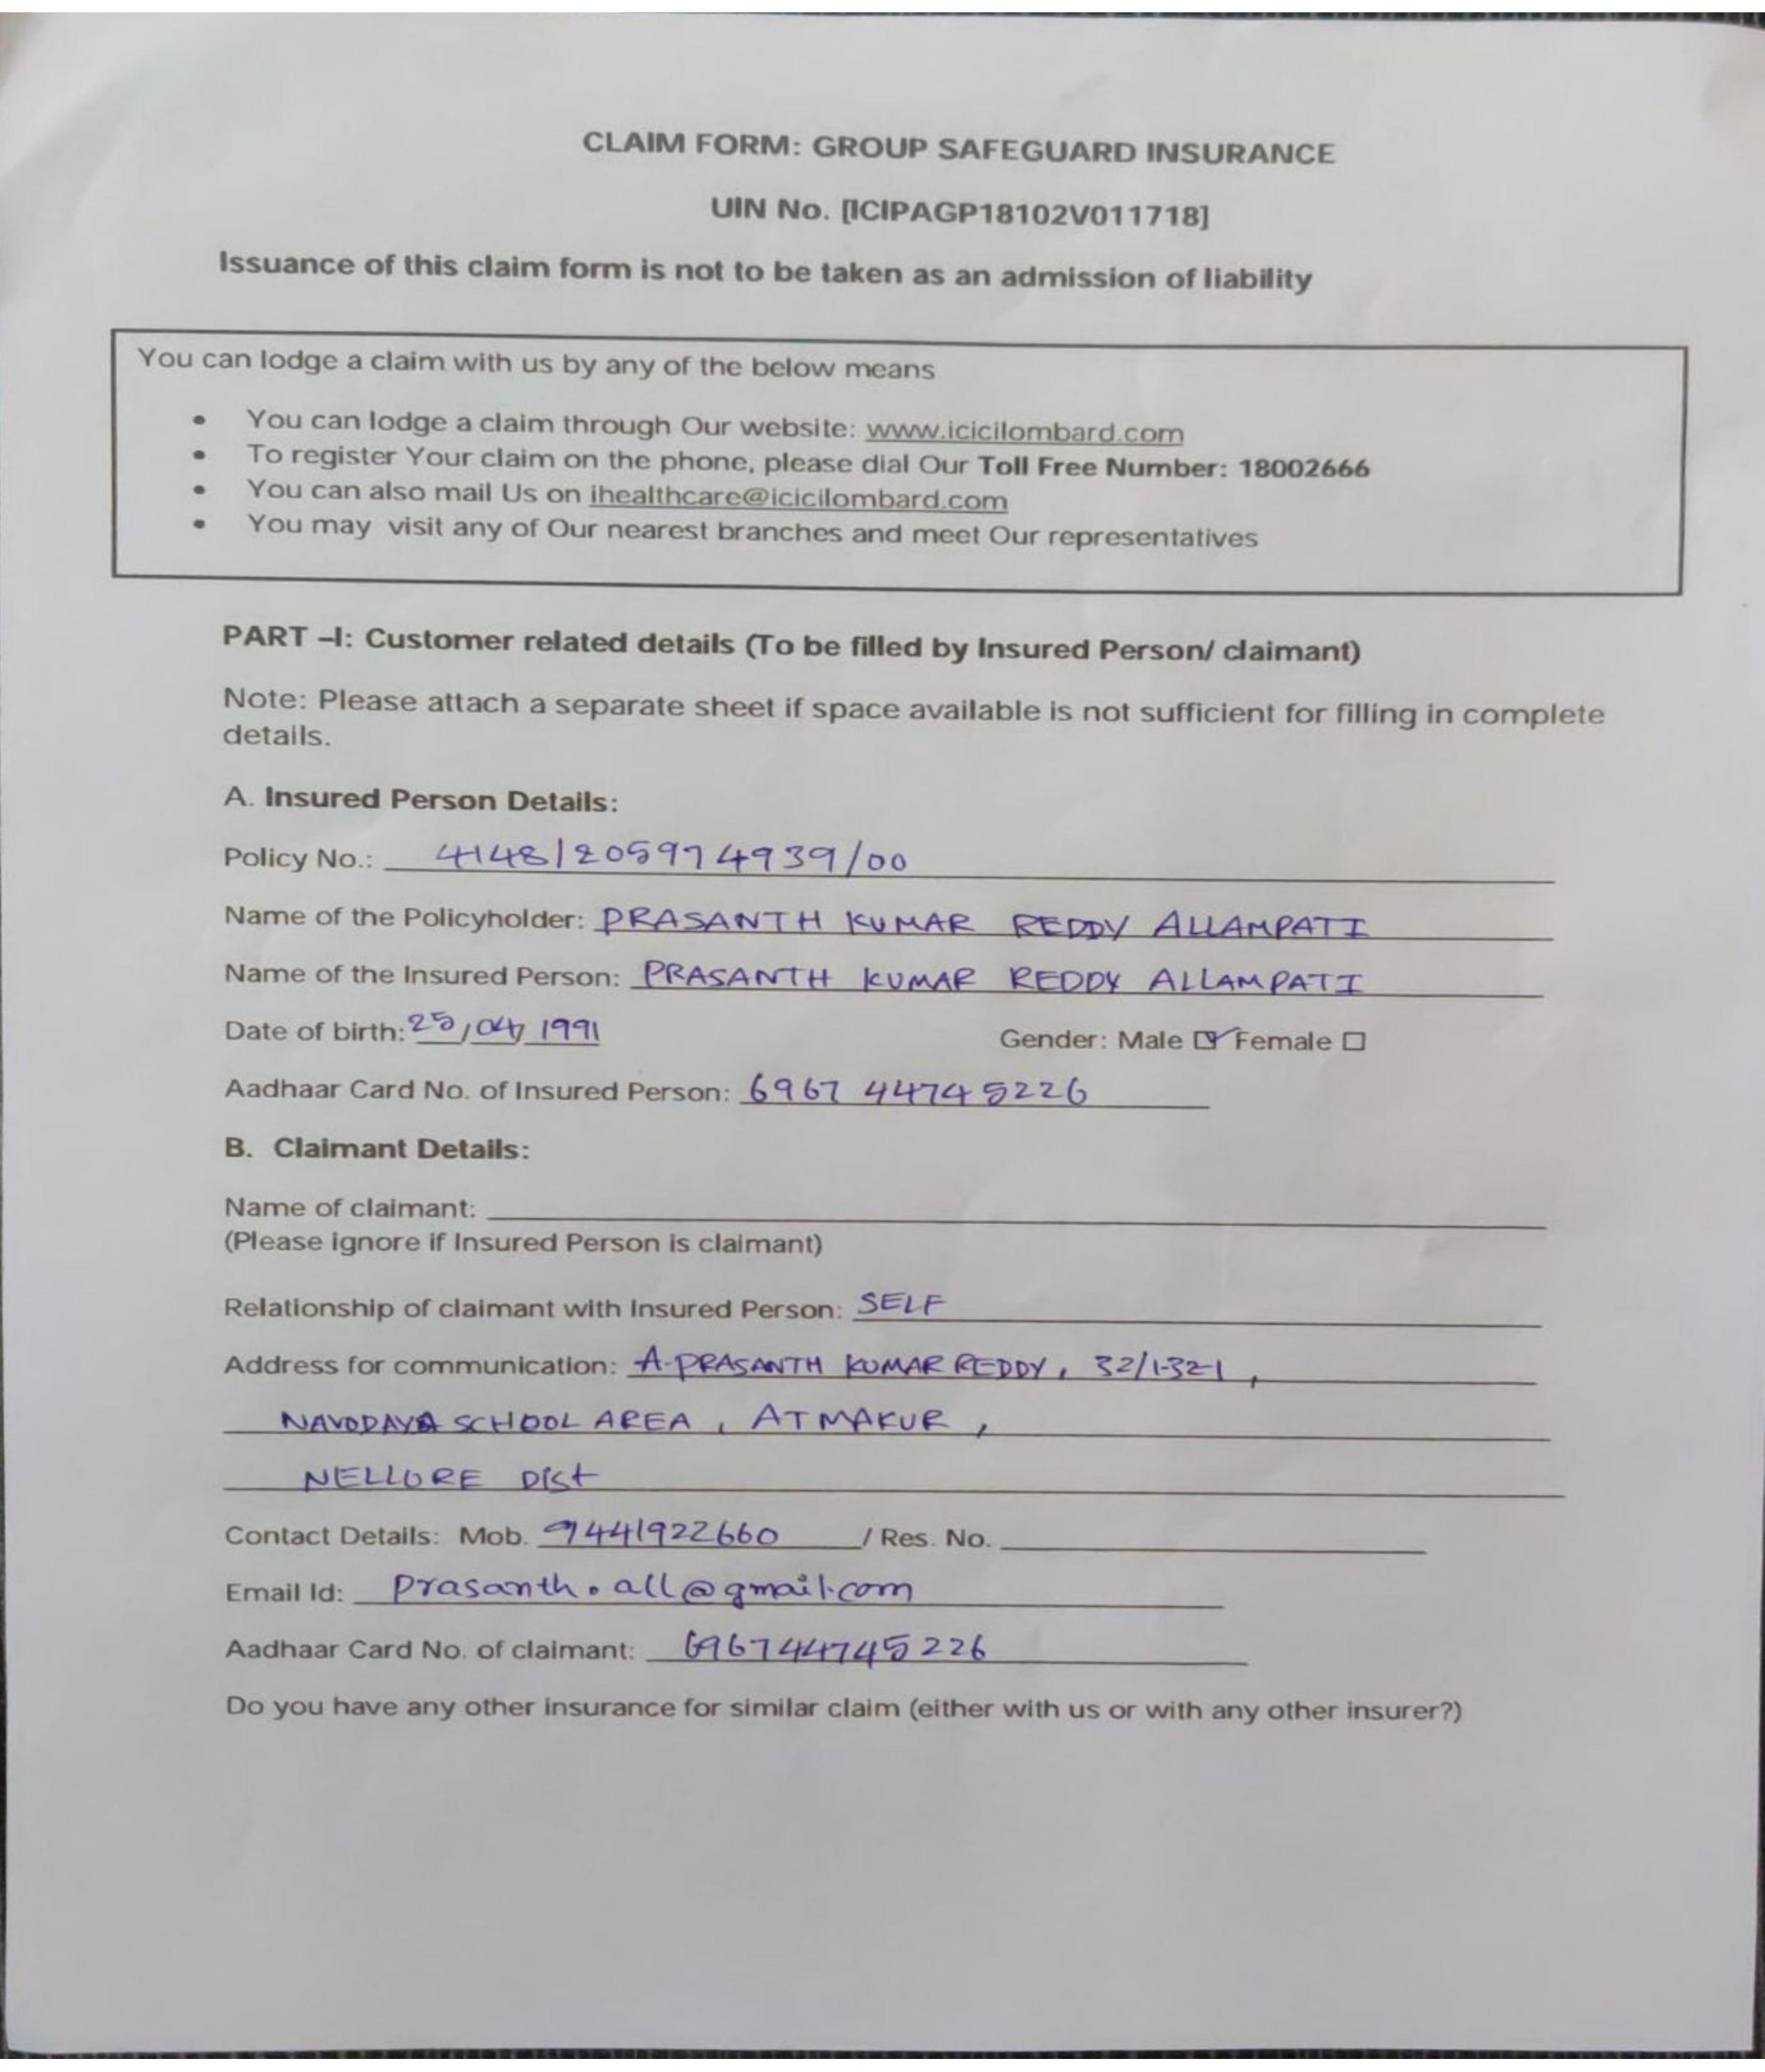 CLAIM FORM: GROUP SAFEGUARD INSURANCE
UIN No. [ICIPAGP18102V011718]
Issuance of this claim form is not to be taken as an admission of liability
You can lodge a claim with us by any of the below means
• You can lodge a claim through Our website: www.icicilombard.com
• To register Your claim on the phone, please dial Our Toll Free Number: 18002666
• You can also mail Us on ihealthcare@icicilombard.com
• You may visit any of Our nearest branches and meet Our representatives
PART –I: Customer related details (To be filled by Insured Person/ claimant)
Note: Please attach a separate sheet if space available is not sufficient for filling in complete
details.
A. Insured Person Details:
Policy No.: 4148/205974939/00
Name of the Policyholder: PRASANTH KUMAR REDDY ALLAMPATI
Name of the Insured Person: PRASANTH KUMAR REDDY ALLAMPATI
Date of birth: 25/04/1991 Gender: Male ☑ Female ☐
Aadhaar Card No. of Insured Person: 6967 44745226
B. Claimant Details:
Name of claimant:
(Please ignore if Insured Person is claimant)
Relationship of claimant with Insured Person: SELF
Address for communication: A.PRASANTH KUMAR REDDY, 32/1-321,
NAVODAYA SCHOOL AREA, ATMAKUR,
NELLORE DIST
Contact Details: Mob. 9441922660 / Res. No.
Email Id: prasanth.all@gmail.com
Aadhaar Card No. of claimant: 696744745226
Do you have any other insurance for similar claim (either with us or with any other insurer?)